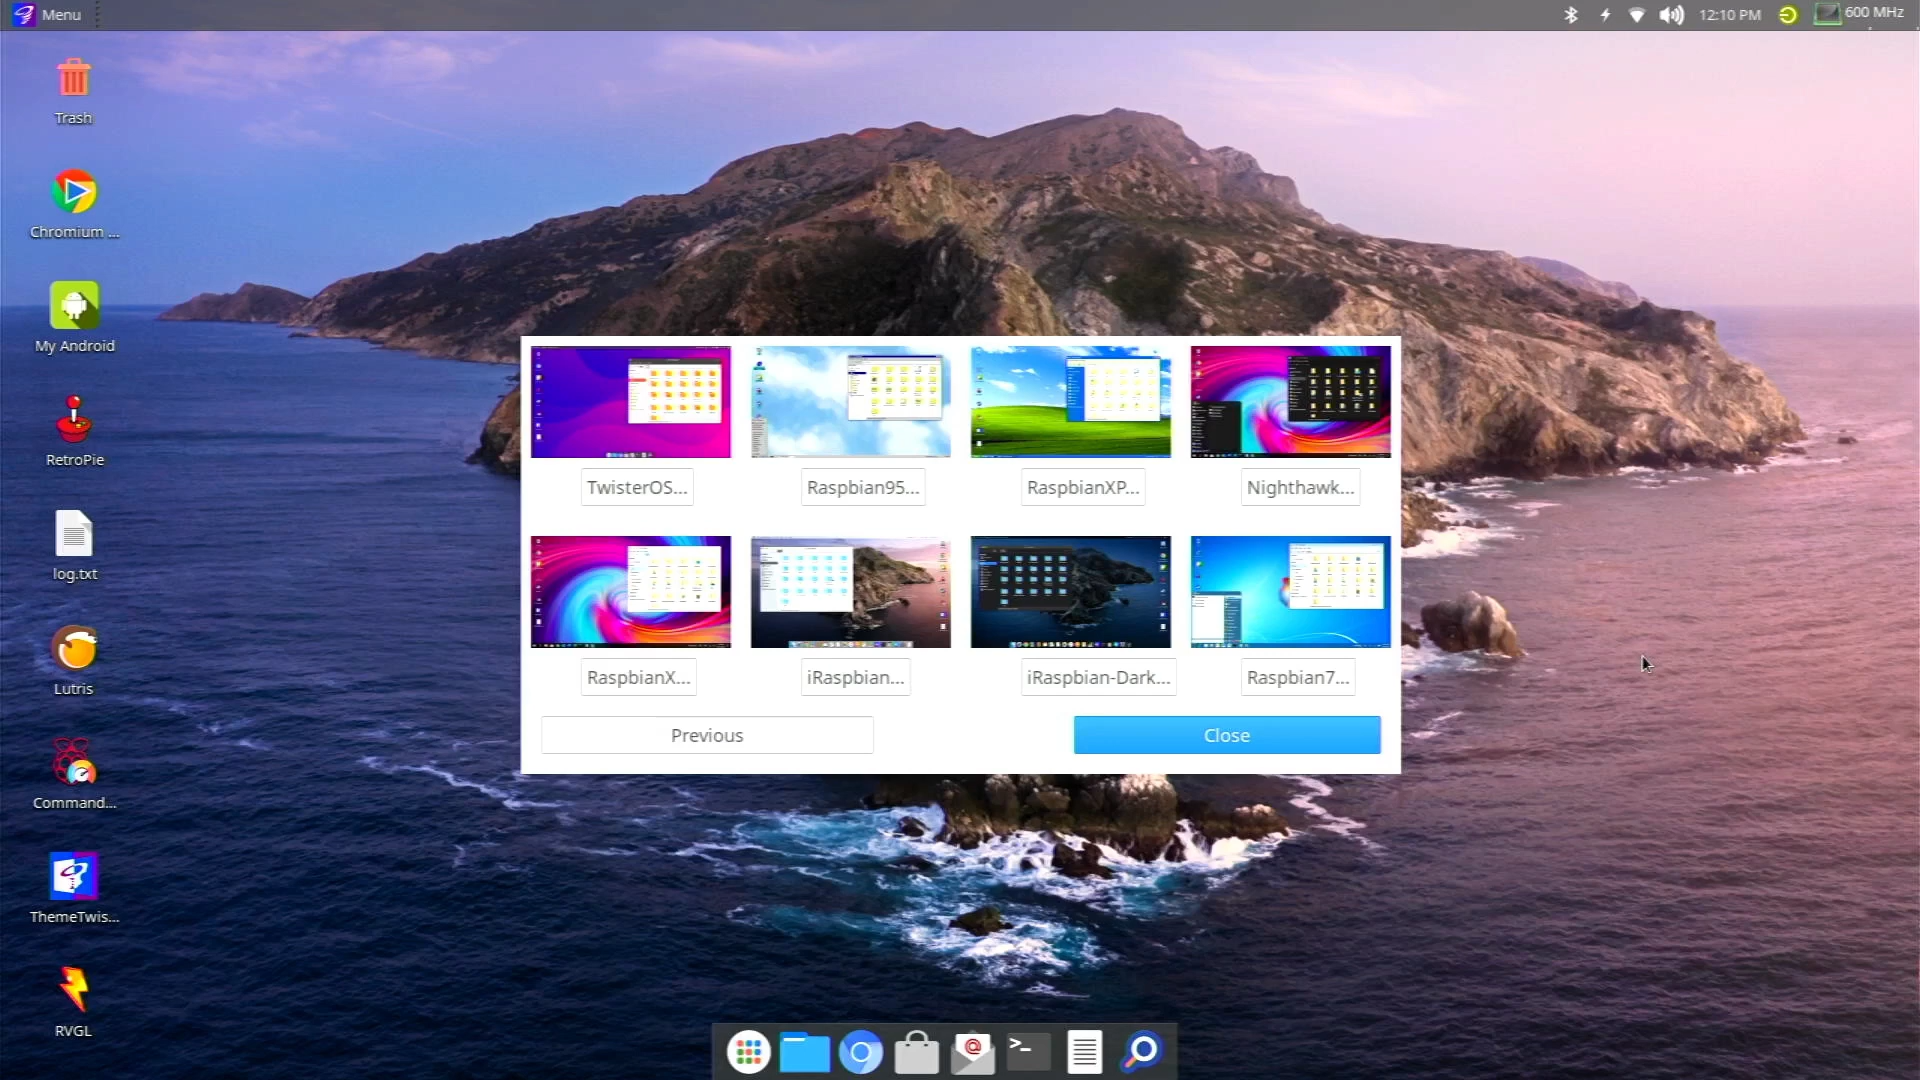 Menu
12:10 PM
600 MHz
Trash
Chromium ...
My Android
RetroPie
log.txt
Lutris
Command...
ThemeTwis...
RVGL
TwisterOS...
Raspbian95...
RaspbianXP...
Nighthawk...
RaspbianX...
iRaspbian...
iRaspbian-Dark...
Raspbian7...
Previous
Close